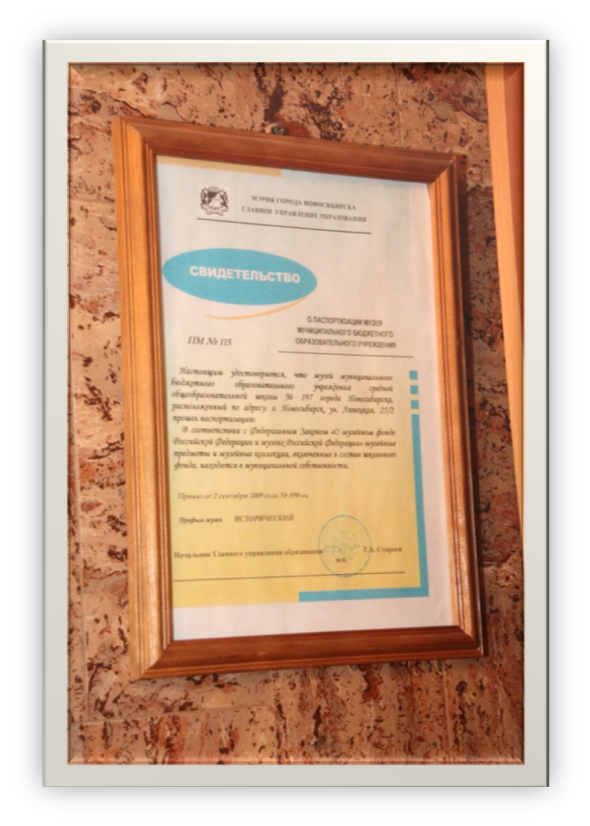 МЭРИЯ ГОРОДА НОВОСИБИРСКА
ГЛАВНОЕ УПРАВЛЕНИЕ ОБРАЗОВАНИЯ
СВИДЕТЕЛЬСТВО
О ПАСПОРТИЗАЦИИ МУЗЕЯ
МУНИЦИПАЛЬНОГО БЮДЖЕТНОГО
ОБРАЗОВАТЕЛЬНОГО УЧРЕЖДЕНИЯ
ПМ № 115
Настоящим удостоверяется, что музей муниципального
бюджетного образовательного учреждения средней
общеобразовательной школы № 197 города Новосибирска,
расположенный по адресу: г. Новосибирск, ул. Липецкая, 25/2
прошел паспортизацию.
В соответствии с Федеральным Законом «О музейном фонде
Российской Федерации и музеях Российской Федерации» музейные
предметы и музейные коллекции, включенные в состав школьного
фонда, находятся в муниципальной собственности.
Приказ от 2 сентября 2009 года №
Профиль музея ИСТОРИЧЕСКИЙ
Начальник Главного управления образования
м.п.